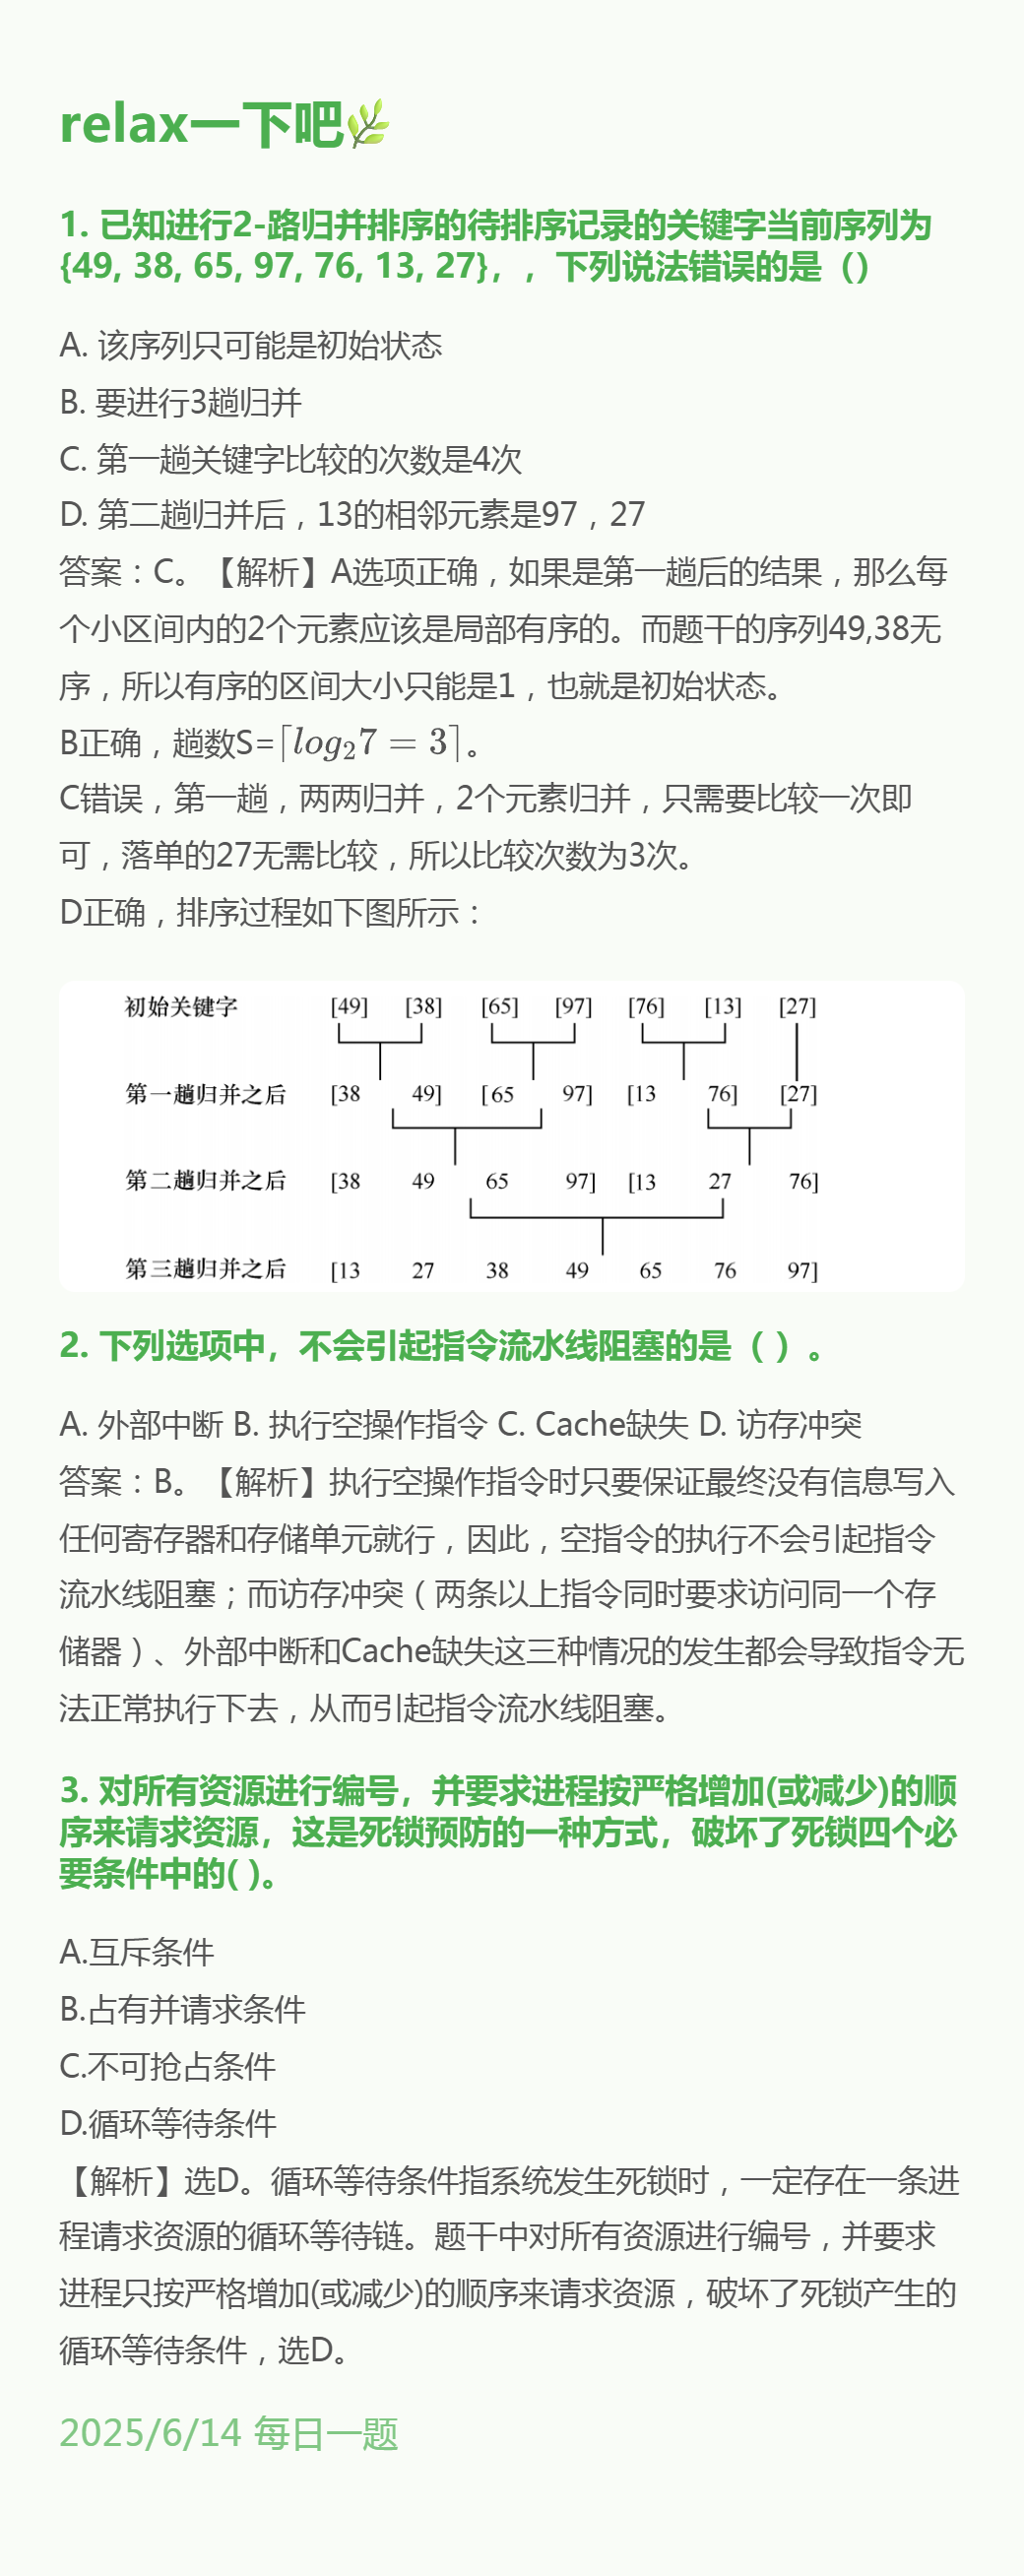 relax一下吧🌿
1. 已知进行2-路归并排序的待排序记录的关键字当前序列为
{49, 38, 65, 97, 76, 13, 27}，，下列说法错误的是（）
A. 该序列只可能是初始状态
B. 要进行3趟归并
C. 第一趟关键字比较的次数是4次
D. 第二趟归并后，13的相邻元素是97，27
答案：C。【解析】A选项正确，如果是第一趟后的结果，那么每
个小区间内的2个元素应该是局部有序的。而题干的序列49,38无
序，所以有序的区间大小只能是1，也就是初始状态。
B正确，趟数S=⌈log₂7 = 3⌉。
C错误，第一趟，两两归并，2个元素归并，只需要比较一次即
可，落单的27无需比较，所以比较次数为3次。
D正确，排序过程如下图所示：
初始关键字 [49] [38] [65] [97] [76] [13] [27]
第一趟归并之后 [38 49] [65 97] [13 76] [27]
第二趟归并之后 [38 49 65 97] [13 27 76]
第三趟归并之后 [13 27 38 49 65 76 97]
2. 下列选项中，不会引起指令流水线阻塞的是（ ）。
A. 外部中断 B. 执行空操作指令 C. Cache缺失 D. 访存冲突
答案：B。【解析】执行空操作指令时只要保证最终没有信息写入
任何寄存器和存储单元就行，因此，空指令的执行不会引起指令
流水线阻塞；而访存冲突（两条以上指令同时要求访问同一个存
储器）、外部中断和Cache缺失这三种情况的发生都会导致指令无
法正常执行下去，从而引起指令流水线阻塞。
3. 对所有资源进行编号，并要求进程按严格增加(或减少)的顺
序来请求资源，这是死锁预防的一种方式，破坏了死锁四个必
要条件中的( )。
A.互斥条件
B.占有并请求条件
C.不可抢占条件
D.循环等待条件
【解析】选D。循环等待条件指系统发生死锁时，一定存在一条进
程请求资源的循环等待链。题干中对所有资源进行编号，并要求
进程只按严格增加(或减少)的顺序来请求资源，破坏了死锁产生的
循环等待条件，选D。
2025/6/14 每日一题